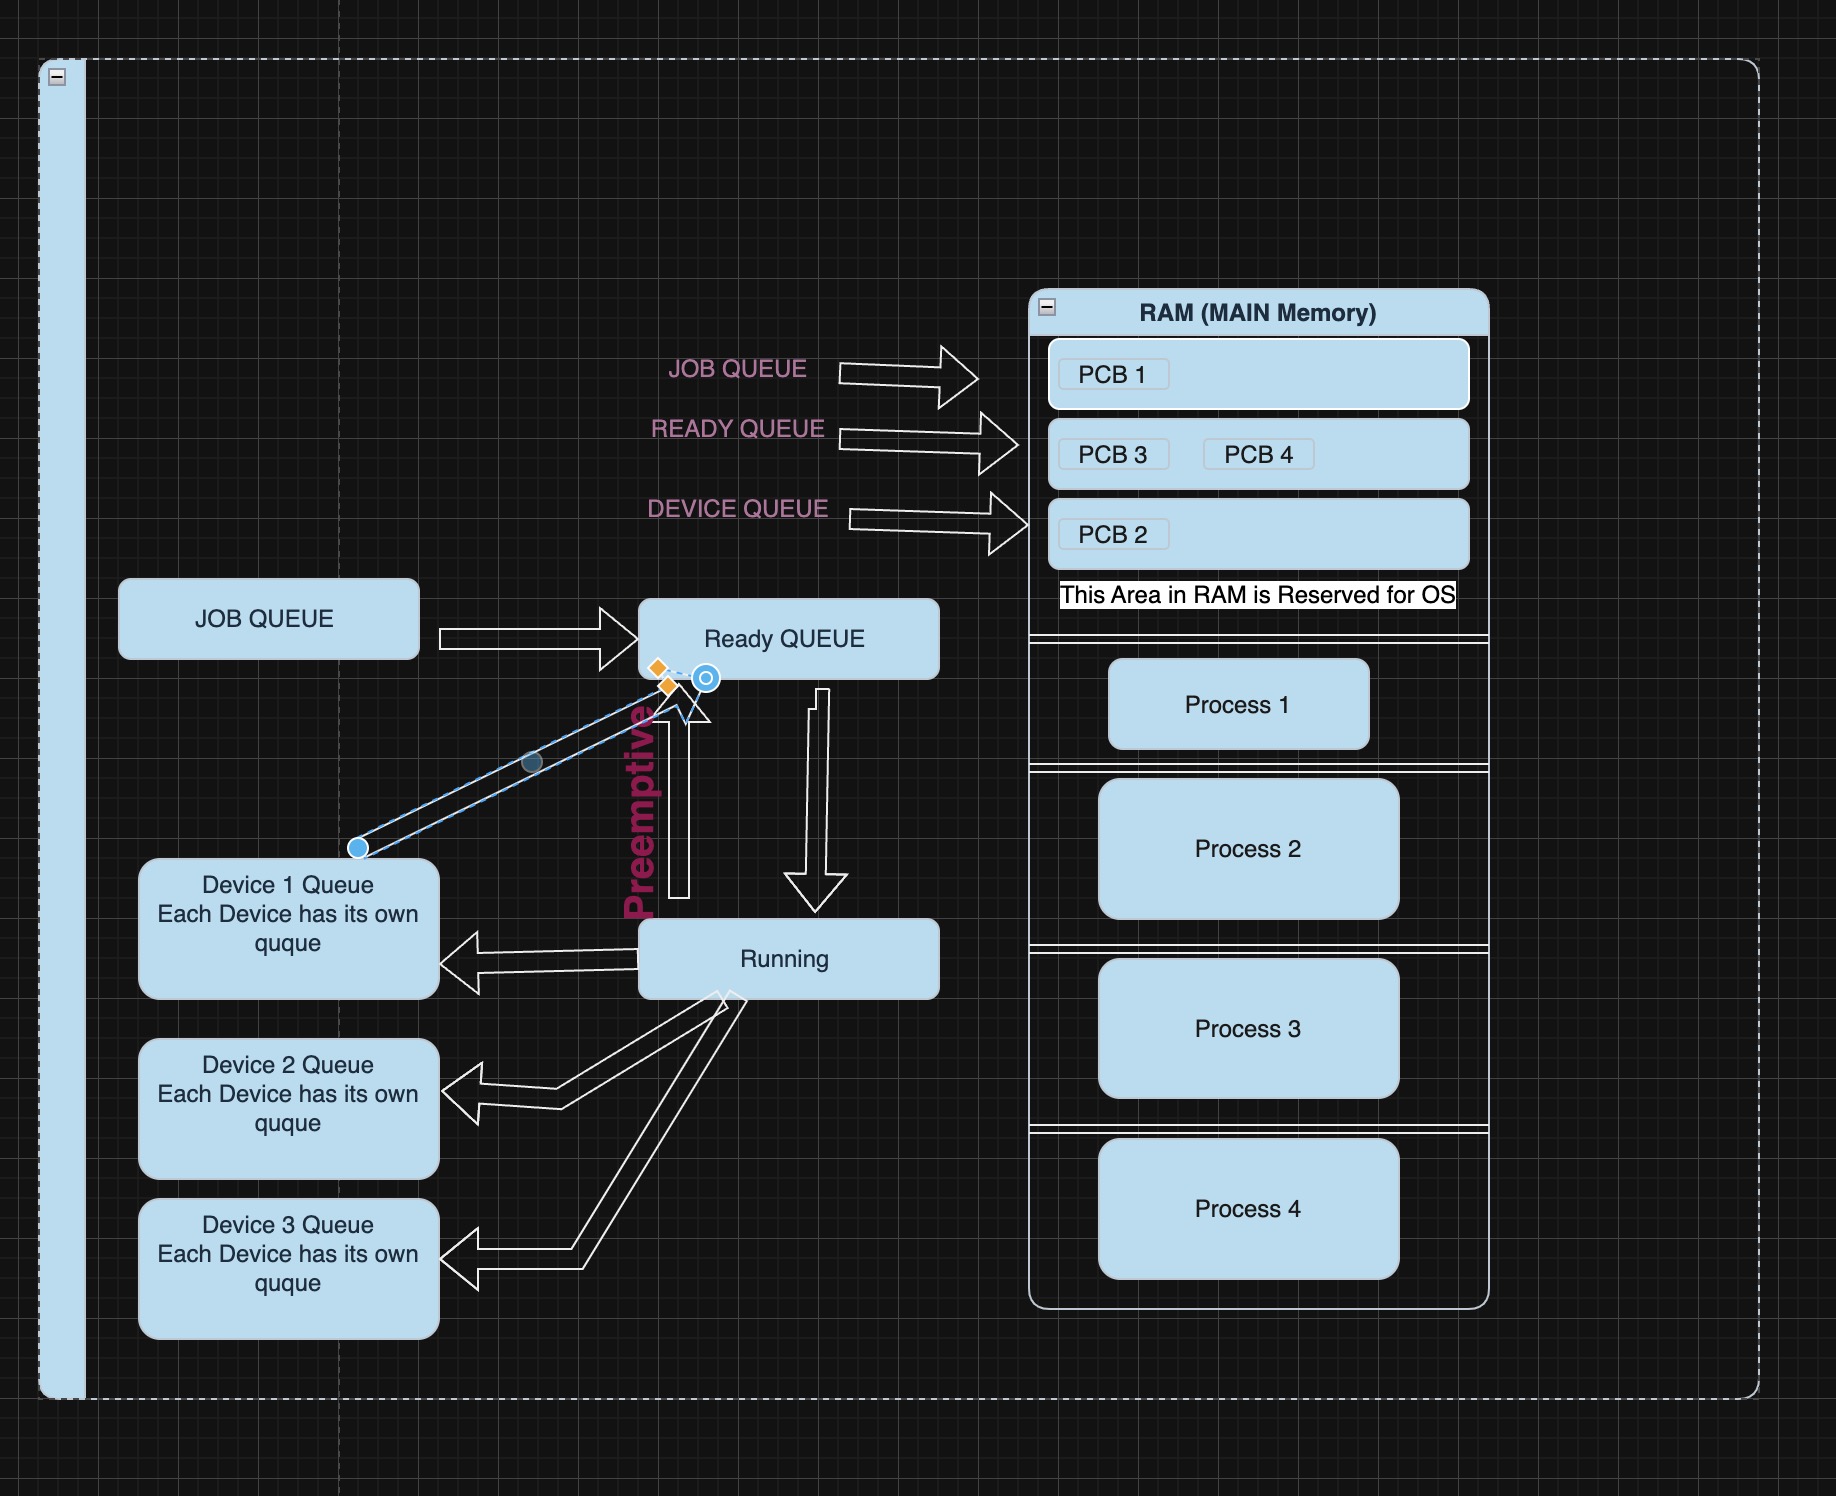 RAM (MAIN Memory)
JOB QUEUE
PCB 1
READY QUEUE
PCB 3
PCB 4
DEVICE QUEUE
PCB 2
This Area in RAM is Reserved for OS
JOB QUEUE
Ready QUEUE
Preemptive
Running
Device 1 Queue
Each Device has its own
quque
Device 2 Queue
Each Device has its own
quque
Device 3 Queue
Each Device has its own
quque
Process 1
Process 2
Process 3
Process 4